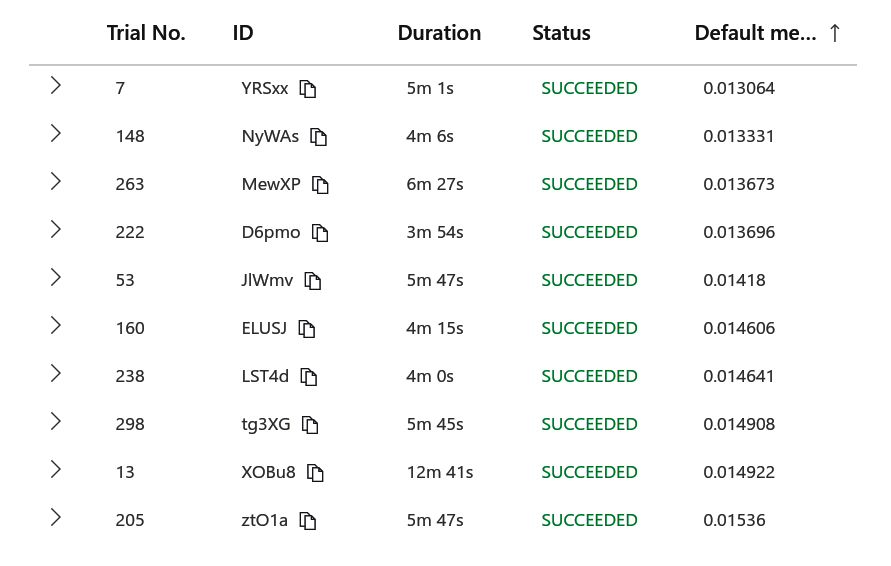 Trial No. ID Duration Status Default me... ↑
7 YRSxx 5m 1s SUCCEEDED 0.013064
148 NyWAs 4m 6s SUCCEEDED 0.013331
263 MewXP 6m 27s SUCCEEDED 0.013673
222 D6pmo 3m 54s SUCCEEDED 0.013696
53 JlWmv 5m 47s SUCCEEDED 0.01418
160 ELUSJ 4m 15s SUCCEEDED 0.014606
238 LST4d 4m 0s SUCCEEDED 0.014641
298 tg3XG 5m 45s SUCCEEDED 0.014908
13 XOBu8 12m 41s SUCCEEDED 0.014922
205 ztO1a 5m 47s SUCCEEDED 0.01536